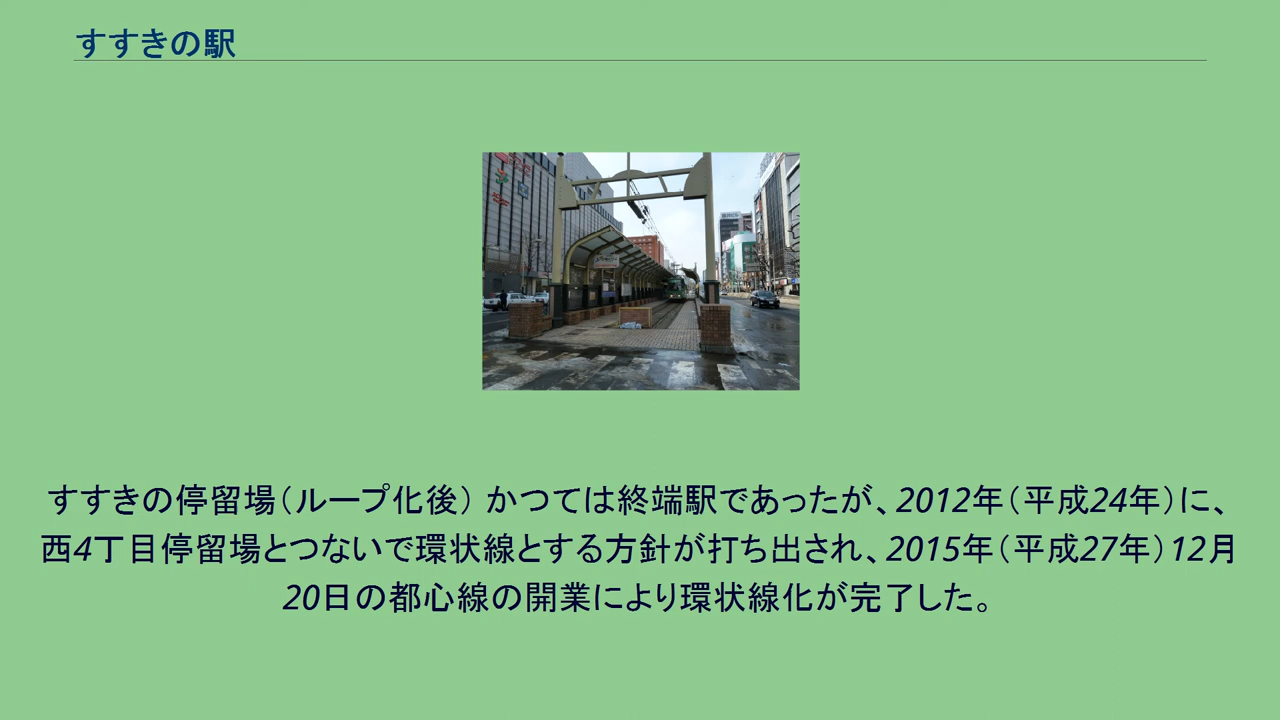 すすきの駅
すすきの停留場（ループ化後） かつては終端駅であったが、2012年（平成24年）に、
西4丁目停留場とつないで環状線とする方針が打ち出され、2015年（平成27年）12月
20日の都心線の開業により環状線化が完了した。